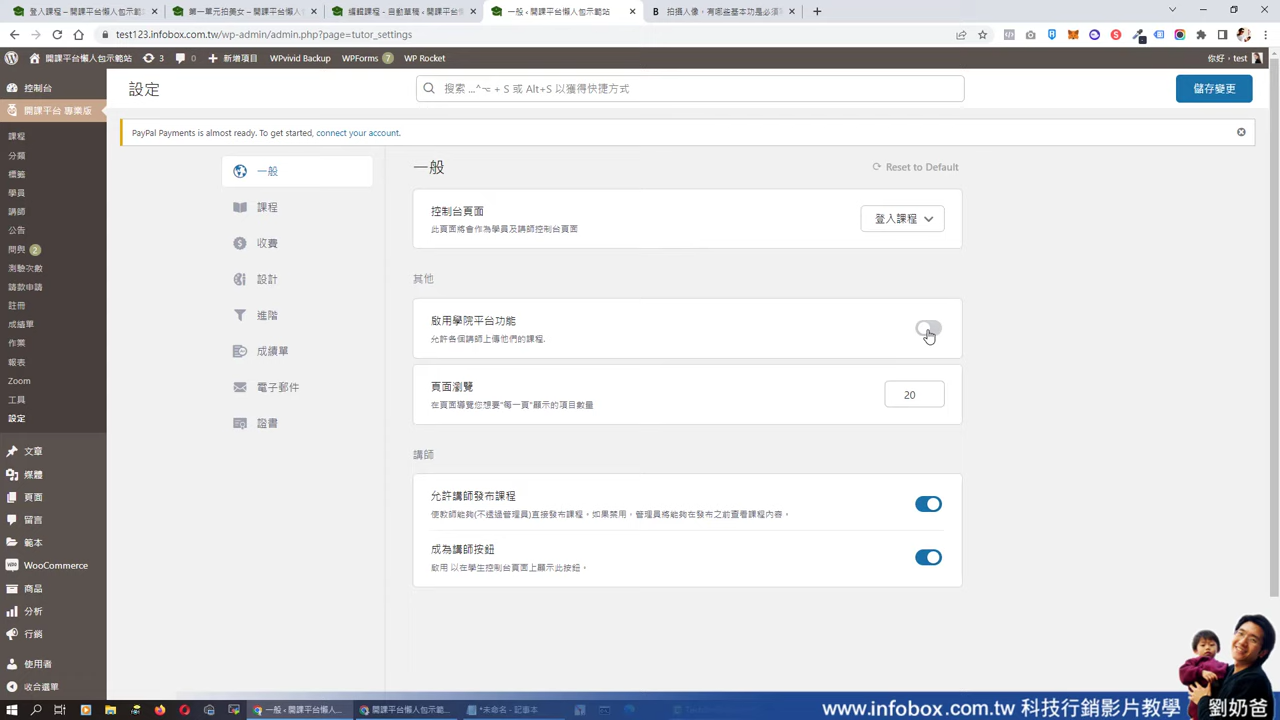 登入課程 – 開課平台懶人包
第一單元拍美女 – 開課平台懶人
編輯課程 - 自動草稿 ‹ 開課平台
一般 ‹ 開課平台懶人包示範站
拍攝人像，有哪些基本功是必須
test123.infobox.com.tw/wp-admin/admin.php?page=tutor_settings
開課平台懶人包示範站
3
0
新增項目
WPvivid Backup
WPForms 7
WP Rocket
你好，test
控制台
開課平台 專業版
課程
分類
標籤
學員
講師
公告
問與 2
測驗次數
請款申請
註冊
成績單
作業
報表
Zoom
工具
設定
文章
媒體
頁面
留言
範本
WooCommerce
商品
分析
行銷
使用者
收合選單
設定
搜索 ...^⌥ + S 或 Alt+S 以獲得快捷方式
儲存變更
PayPal Payments is almost ready. To get started, connect your account.
一般
課程
收費
設計
進階
成績單
電子郵件
證書
一般
Reset to Default
控制台頁面
此頁面將會作為學員及講師控制台頁面
登入課程
其他
啟用學院平台功能
允許各個講師上傳他們的課程.
頁面瀏覽
在頁面導覽您想要"每一頁"顯示的項目數量
20
講師
允許講師發布課程
使教師能夠(不透過管理員)直接發布課程。如果禁用，管理員將能夠在發布之前查看課程內容。
成為講師按鈕
啟用 以在學生控制台頁面上顯示此按鈕。
一般 ‹ 開課平台懶人...
開課平台懶人包示範...
*未命名 - 記事本
www.infobox.com.tw 科技行銷影片教學
劉奶爸